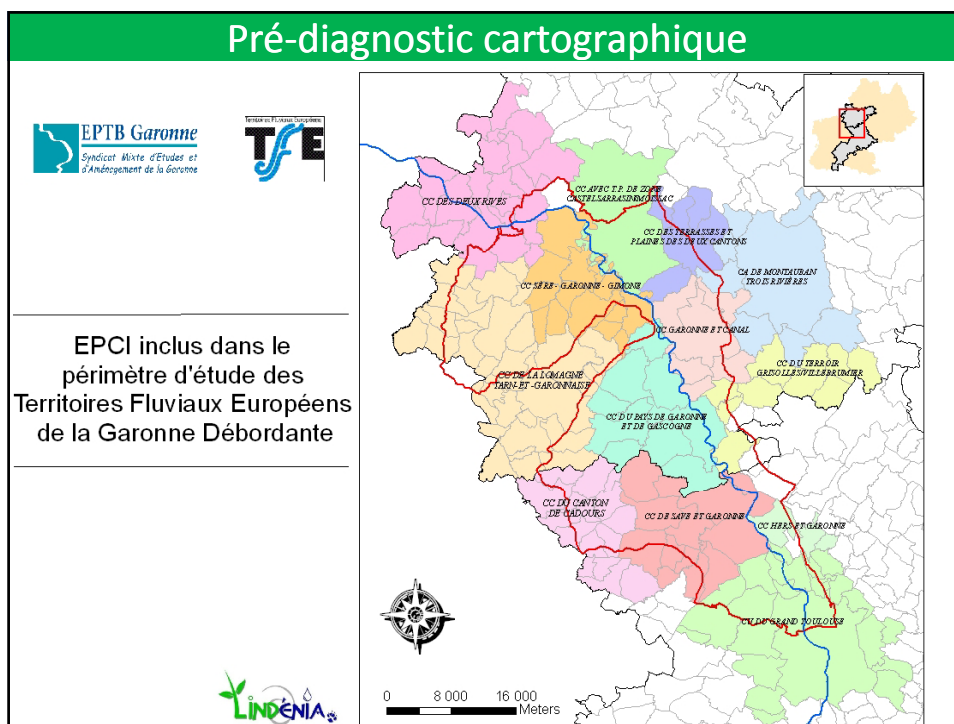 Pré-diagnostic cartographique
EPTB Garonne
Syndicat Mixte d'Etudes et
d'Aménagement de la Garonne
Territoires Fluviaux Européens
TFE
EPCI inclus dans le
périmètre d'étude des
Territoires Fluviaux Européens
de la Garonne Débordante
CC DES DEUX RIVES
CC AVEC T.P. DE ZONE
CASTELSARRASIN/MOISSAC
CC DES TERRASSES ET
PLAINES DES DEUX CANTONS
CA DE MONTAUBAN
TROIS RIVIÈRES
CC SÈRE - GARONNE - GIMONE
CC GARONNE ET CANAL
CC DU TERROIR
GRISOLLES/VILLEBRUMIER
CC DE LA LOMAGNE
TARN-ET-GARONNAISE
CC DU PAYS DE GARONNE
ET DE GASCOGNE
CC DU CANTON
DE CADOURS
CC DE SAVE ET GARONNE
CC HERS ET GARONNE
CU DU GRAND TOULOUSE
LINDÉNIA
0 8 000 16 000
Meters